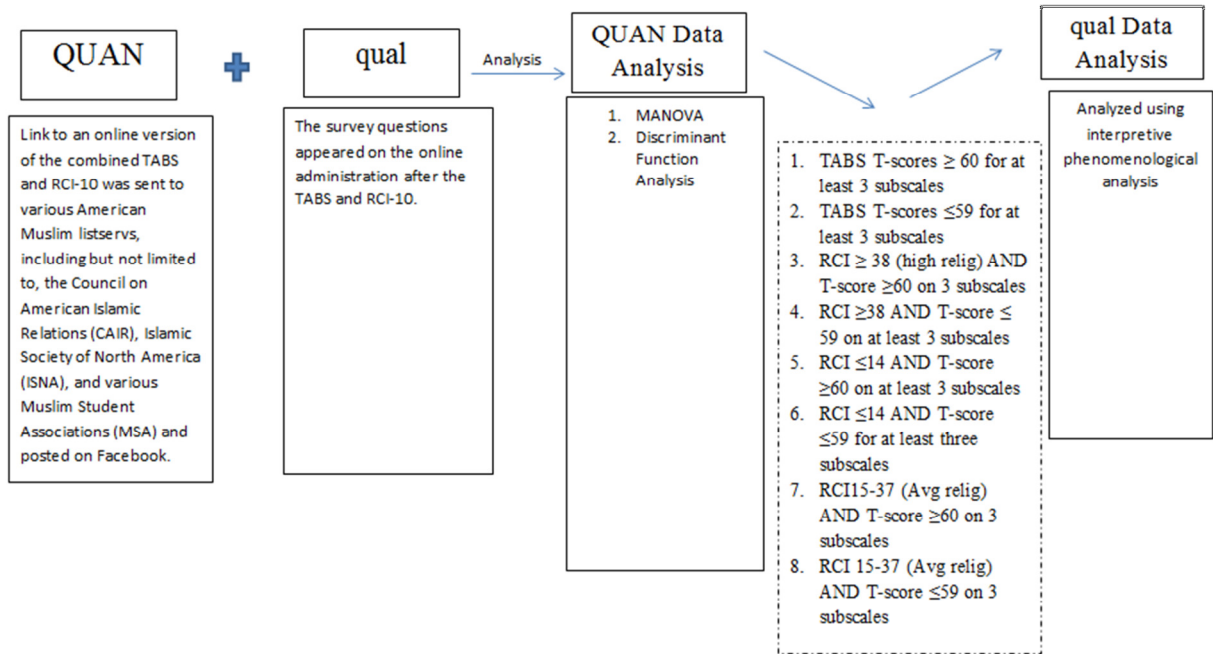 QUAN
qual
Analysis
QUAN Data
Analysis
qual Data
Analysis
Link to an online version
of the combined TABS
and RCI-10 was sent to
various American
Muslim listservs,
including but not limited
to, the Council on
American Islamic
Relations (CAIR), Islamic
Society of North America
(ISNA), and various
Muslim Student
Associations (MSA) and
posted on Facebook.
The survey questions
appeared on the online
administration after the
TABS and RCI-10.
1. MANOVA
2. Discriminant
Function
Analysis
1. TABS T-scores ≥ 60 for at
least 3 subscales
2. TABS T-scores ≤59 for at
least 3 subscales
3. RCI ≥ 38 (high relig) AND
T-score ≥60 on 3 subscales
4. RCI ≥38 AND T-score ≤
59 on at least 3 subscales
5. RCI ≤14 AND T-score
≥60 on at least 3 subscales
6. RCI ≤14 AND T-score
≤59 for at least three
subscales
7. RCI15-37 (Avg relig)
AND T-score ≥60 on 3
subscales
8. RCI 15-37 (Avg relig)
AND T-score ≤59 on 3
subscales
Analyzed using
interpretive
phenomenological
analysis